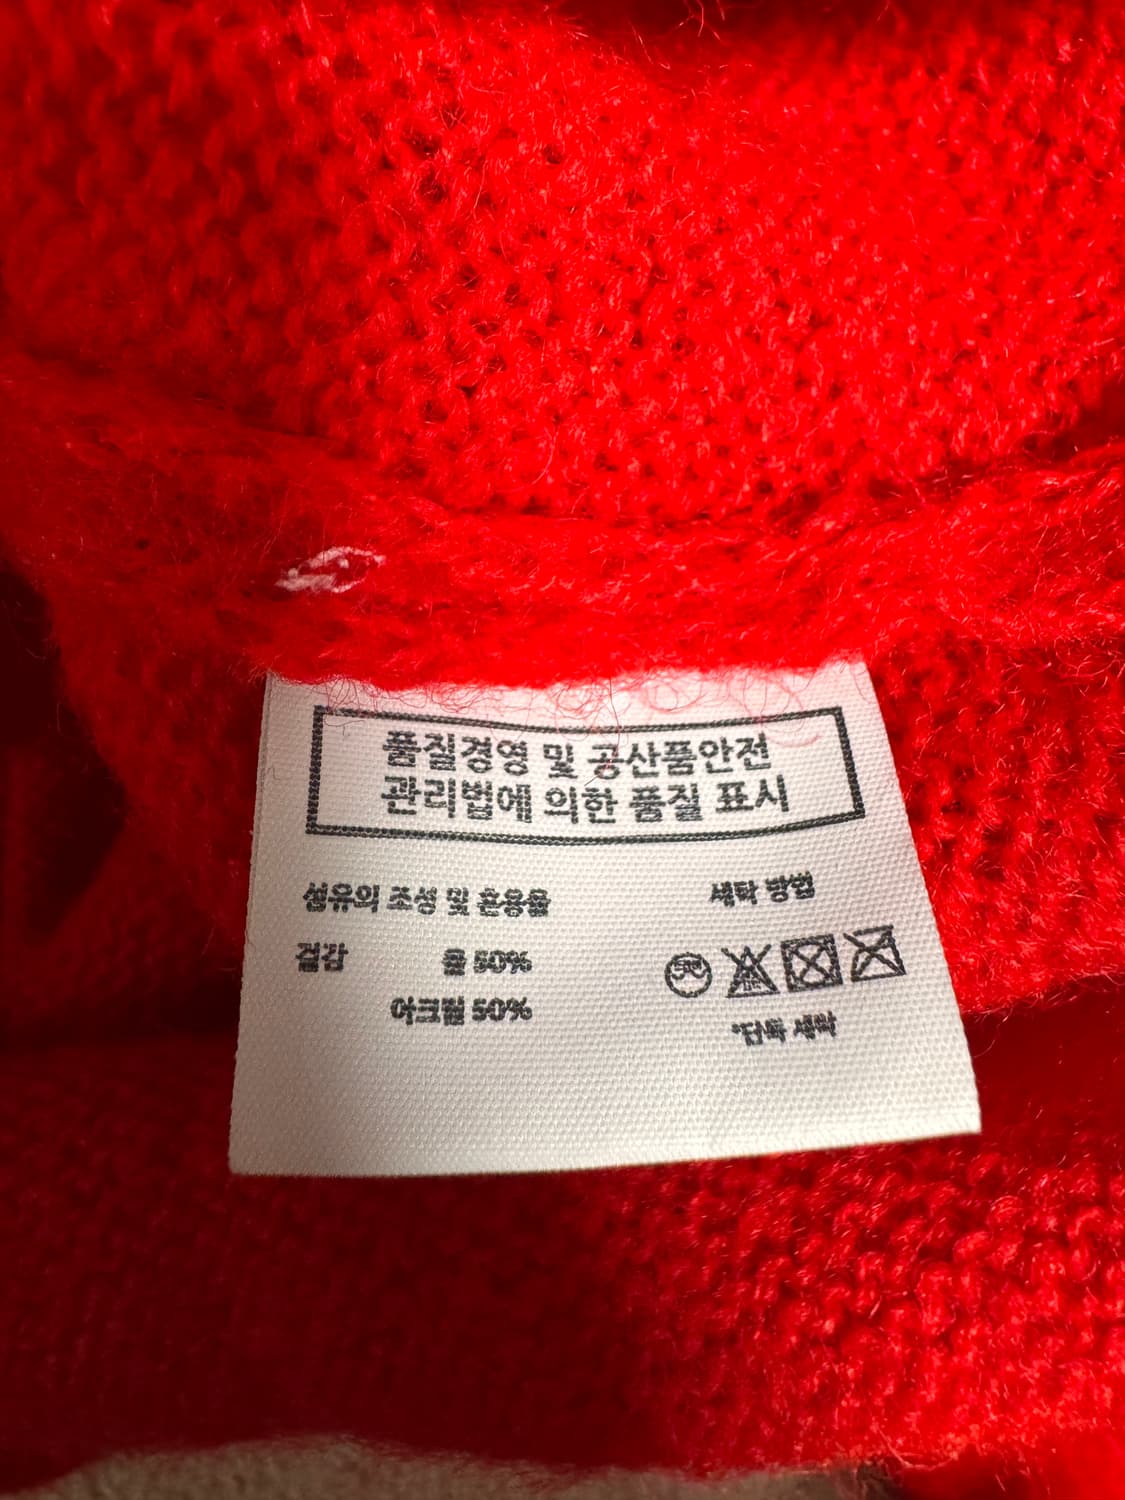 품질경영 및 공산품안전
관리법에 의한 품질 표시
섬유의 조성 및 혼용율
세탁 방법
겉감 울 50%
아크릴 50%
*단독 세탁